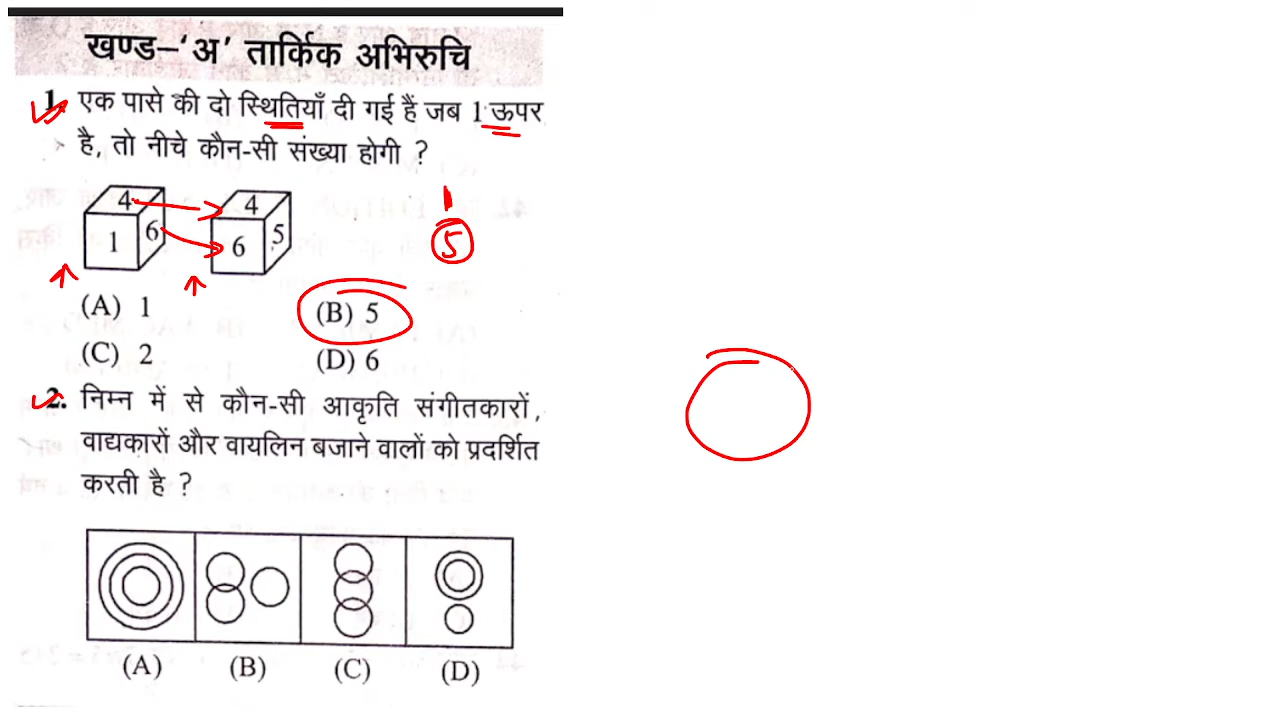 खण्ड–‘अ’ तार्किक अभिरुचि
1. एक पासे की दो स्थितियाँ दी गई हैं जब 1 ऊपर
है, तो नीचे कौन-सी संख्या होगी ?
4 4
1 6 6 5
1
5
(A) 1 (B) 5
(C) 2 (D) 6
2. निम्न में से कौन-सी आकृति संगीतकारों,
वाद्यकारों और वायलिन बजाने वालों को प्रदर्शित
करती है ?
(A) (B) (C) (D)